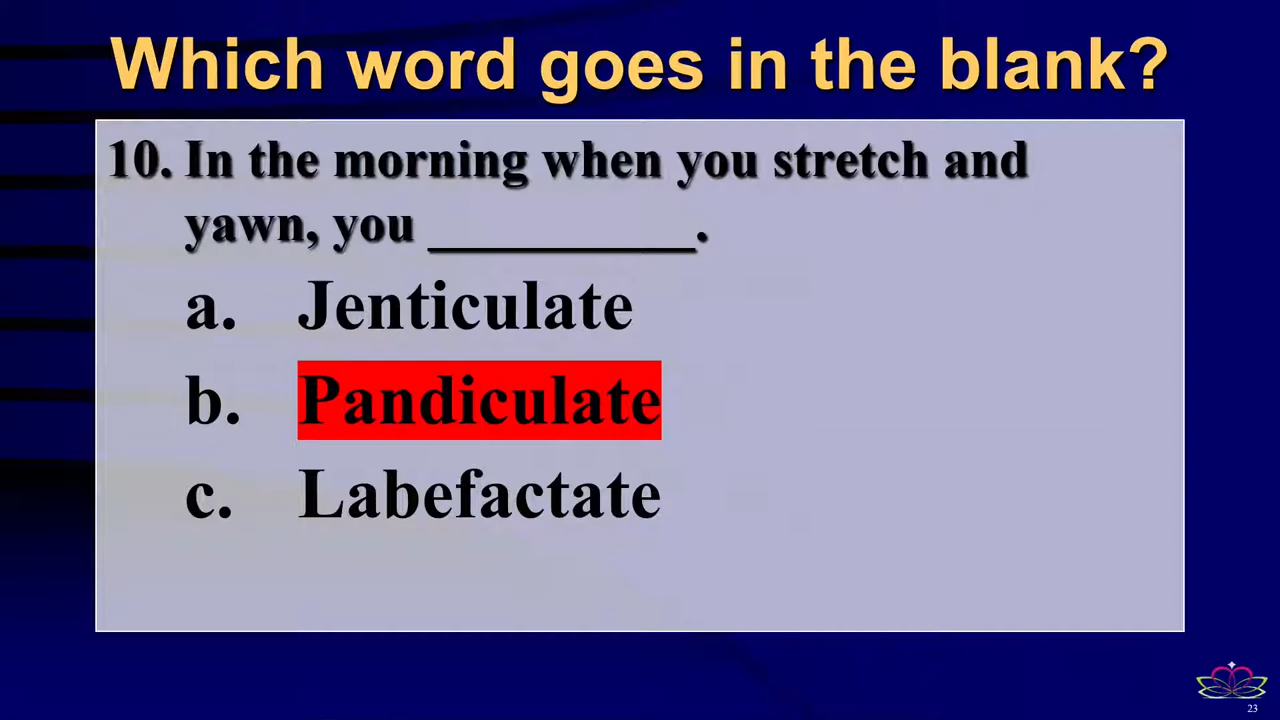 Which word goes in the blank?
10. In the morning when you stretch and
yawn, you __________.
a. Jenticulate
b. Pandiculate
c. Labefactate
23